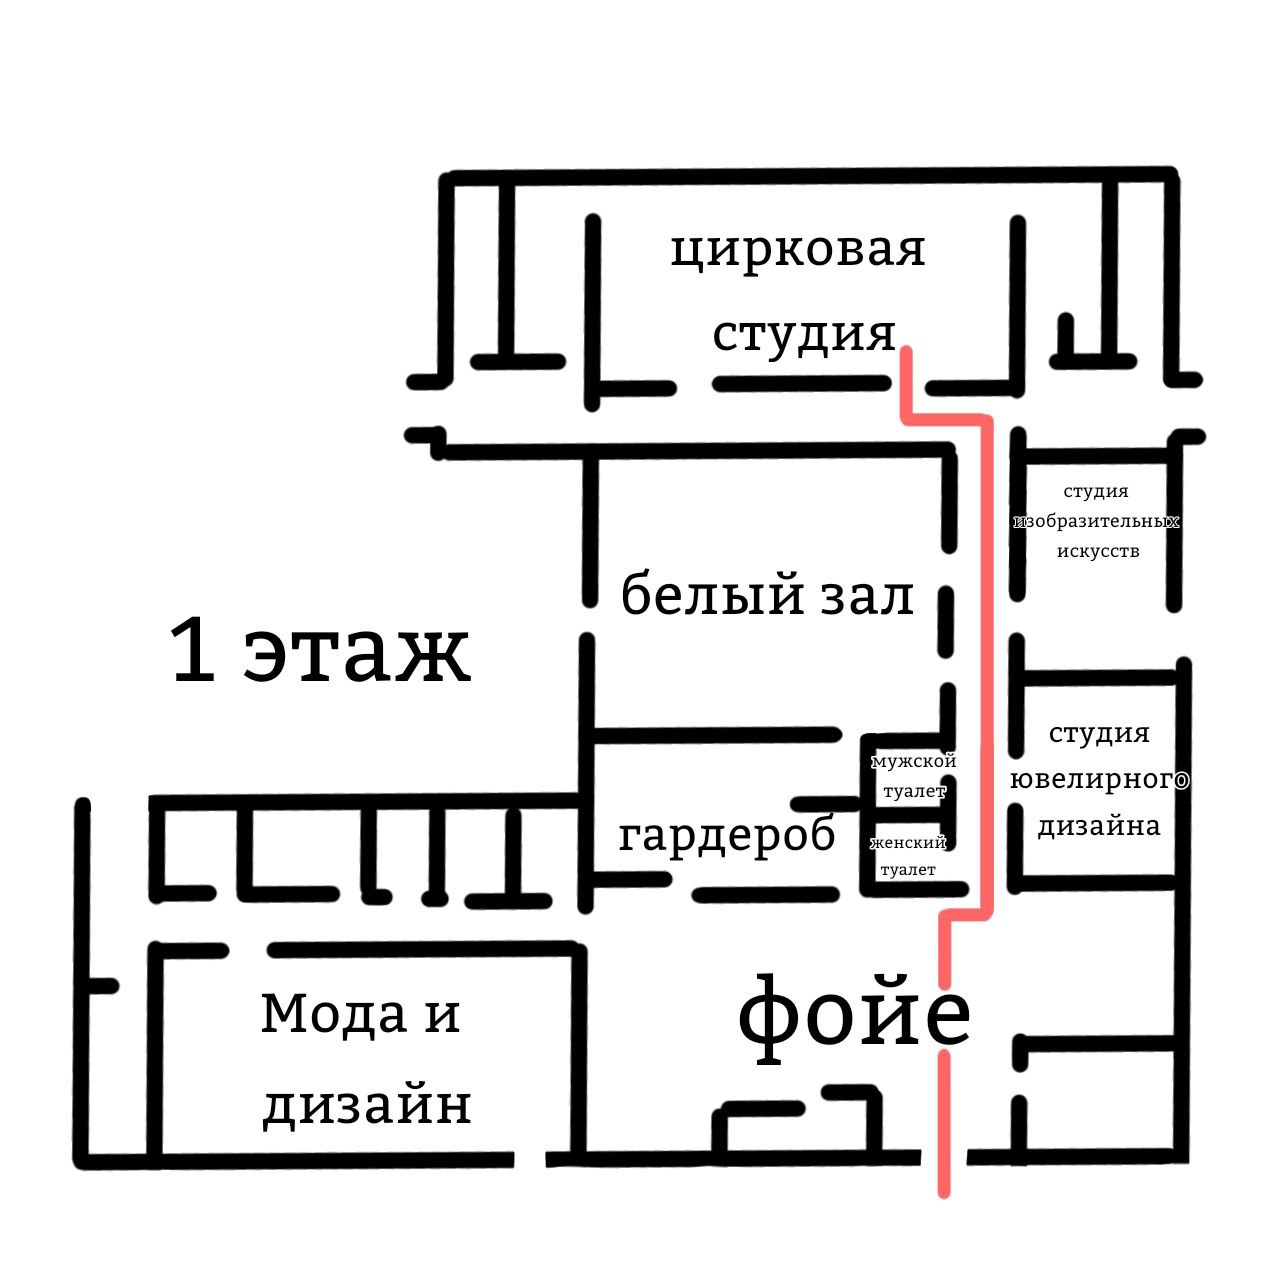 цирковая
студия
студия
изобразительных
искусств
белый зал
1 этаж
студия
ювелирного
дизайна
мужской
туалет
гардероб
женский
туалет
фойе
Мода и
дизайн